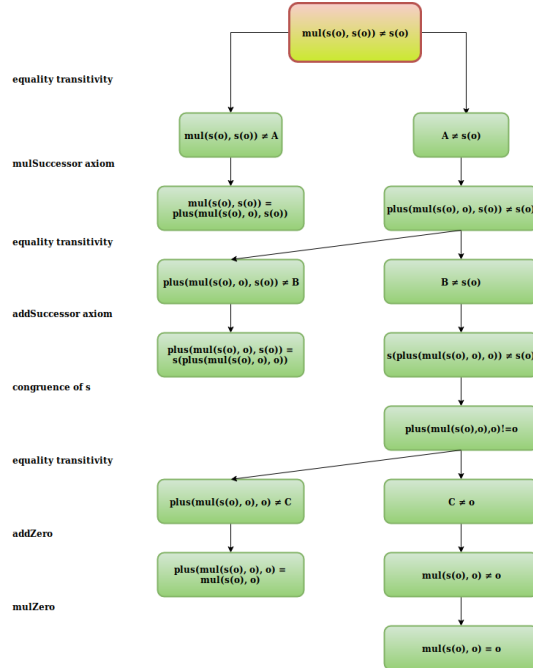 mul(s(o), s(o)) ≠ s(o)
equality transitivity
mul(s(o), s(o)) ≠ A
A ≠ s(o)
mulSuccessor axiom
mul(s(o), s(o)) =
plus(mul(s(o), o), s(o))
plus(mul(s(o), o), s(o)) ≠ s(o)
equality transitivity
plus(mul(s(o), o), s(o)) ≠ B
B ≠ s(o)
addSuccessor axiom
plus(mul(s(o), o), s(o)) =
s(plus(mul(s(o), o), o))
s(plus(mul(s(o), o), o)) ≠ s(o)
congruence of s
plus(mul(s(o),o),o)!=o
equality transitivity
plus(mul(s(o), o), o) ≠ C
C ≠ o
addZero
plus(mul(s(o), o), o) =
mul(s(o), o)
mul(s(o), o) ≠ o
mulZero
mul(s(o), o) = o